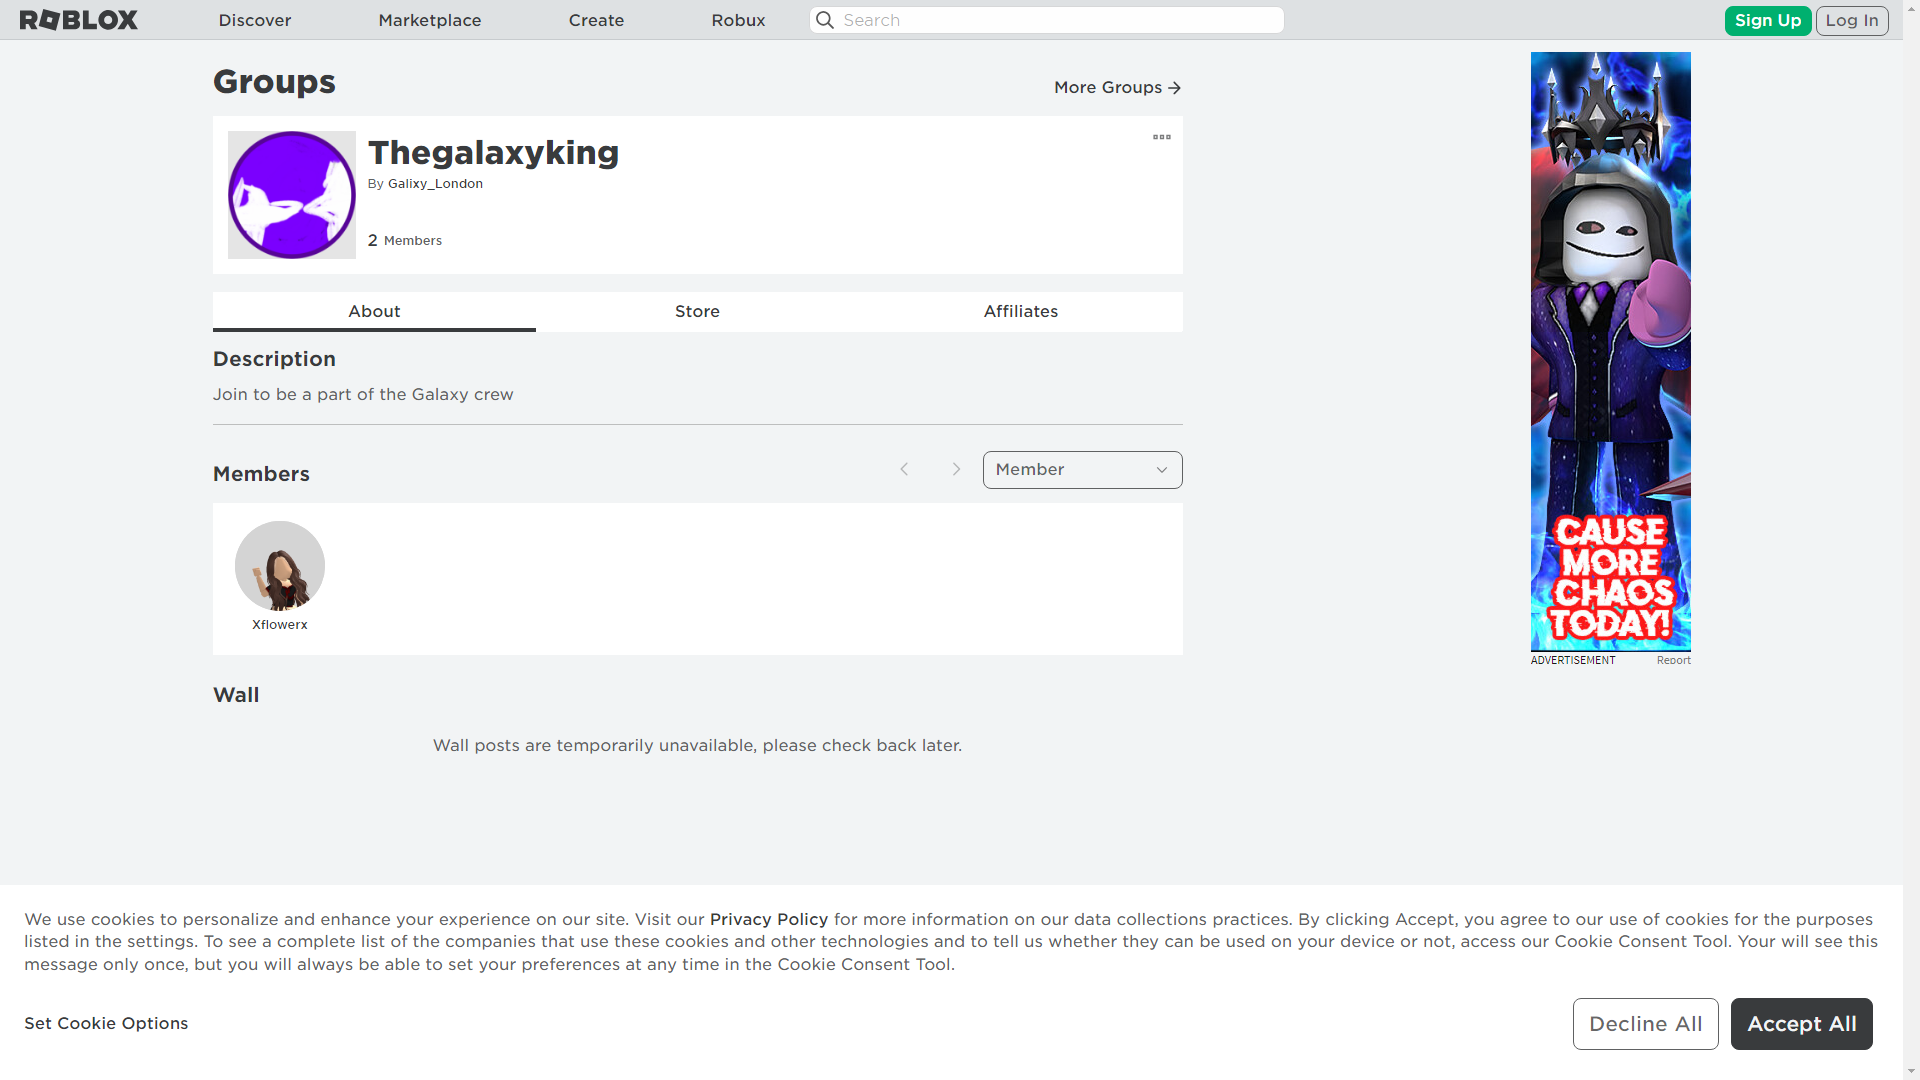 ROBLOX
Discover
Marketplace
Create
Robux
Search
Sign Up
Log In
Groups
More Groups
Thegalaxyking
By Galixy_London
2 Members
About
Store
Affiliates
Description
Join to be a part of the Galaxy crew
Members
Member
Xflowerx
Wall
Wall posts are temporarily unavailable, please check back later.
CAUSE
MORE
CHAOS
TODAY!
ADVERTISEMENT
Report
We use cookies to personalize and enhance your experience on our site. Visit our Privacy Policy for more information on our data collections practices. By clicking Accept, you agree to our use of cookies for the purposes
listed in the settings. To see a complete list of the companies that use these cookies and other technologies and to tell us whether they can be used on your device or not, access our Cookie Consent Tool. Your will see this
message only once, but you will always be able to set your preferences at any time in the Cookie Consent Tool.
Set Cookie Options
Decline All
Accept All